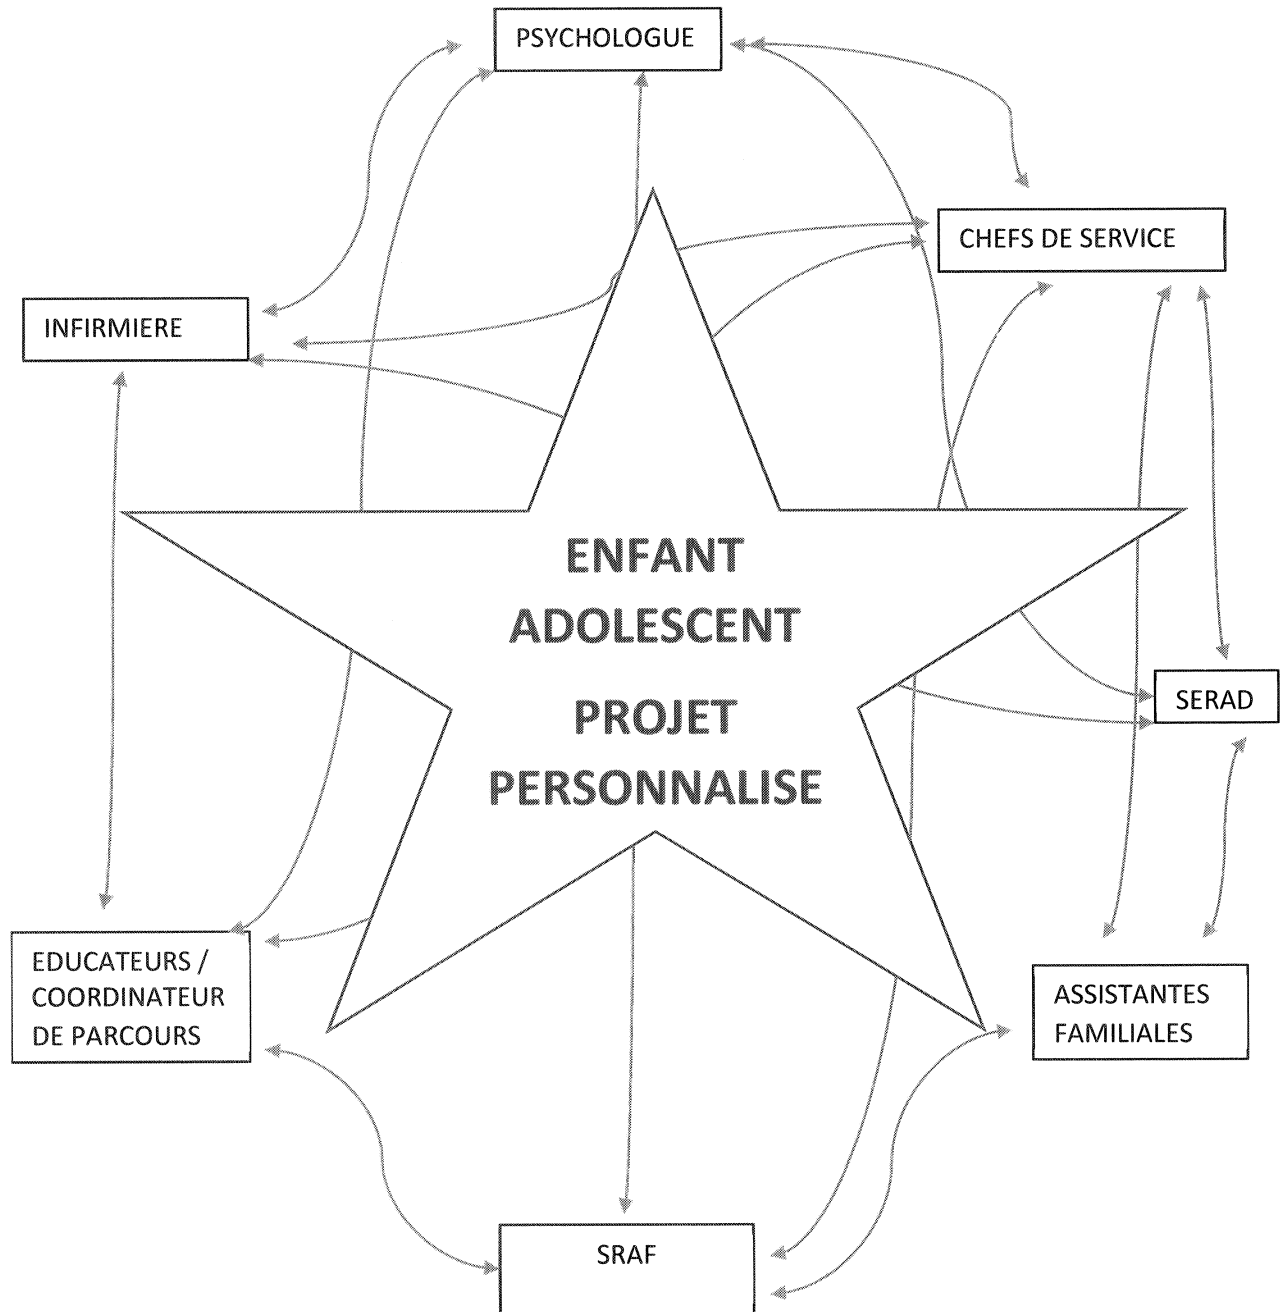 PSYCHOLOGUE
CHEFS DE SERVICE
INFIRMIERE
ENFANT
ADOLESCENT
PROJET
PERSONNALISE
SERAD
EDUCATEURS /
COORDINATEUR
DE PARCOURS
ASSISTANTES
FAMILIALES
SRAF